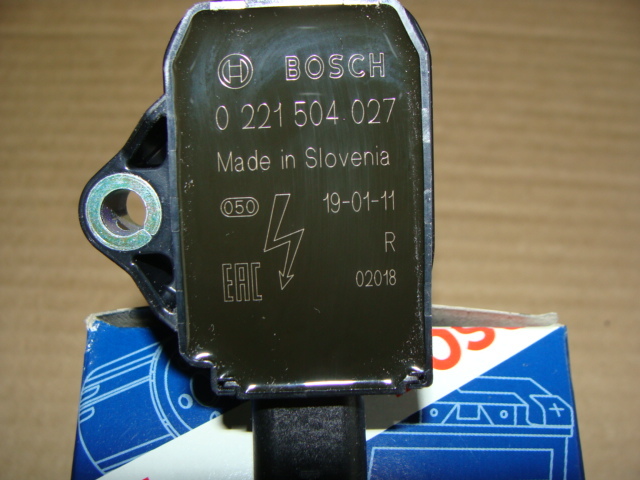 BOSCH
0 221 504 027
Made in Slovenia
050 19-01-11
R
EAC 02018